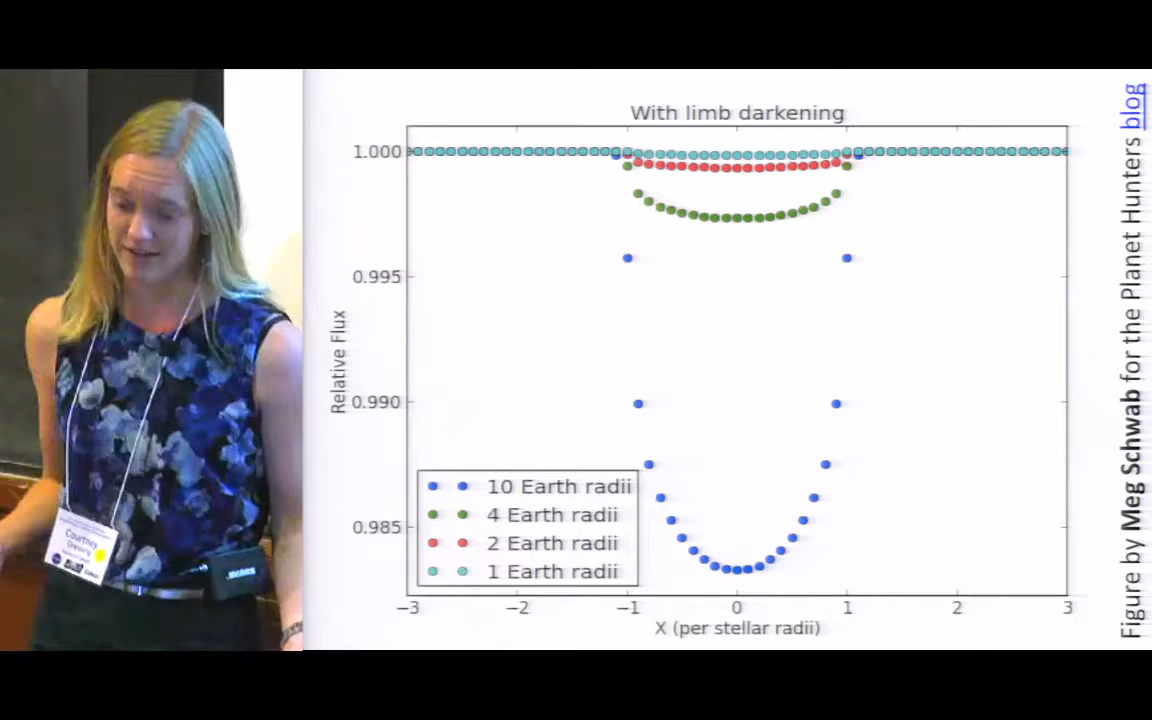 With limb darkening
1.000
0.995
0.990
0.985
Relative Flux
10 Earth radii
4 Earth radii
2 Earth radii
1 Earth radii
−3 −2 −1 0 1 2 3
X (per stellar radii)
Figure by Meg Schwab for the Planet Hunters blog
Courtney